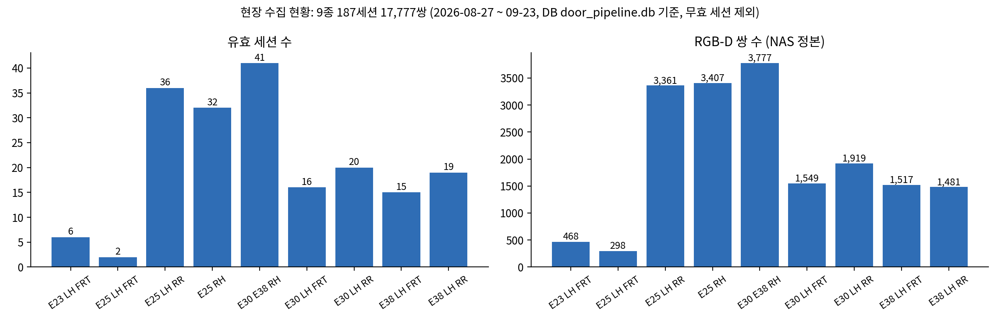 현장 수집 현황: 9종 187세션 17,777쌍 (2026-08-27 ~ 09-23, DB door_pipeline.db 기준, 무효 세션 제외)
유효 세션 수
40
35
30
25
20
15
10
5
0
6
2
36
32
41
16
20
15
19
E23 LH FRT
E25 LH FRT
E25 LH RR
E25 RH
E30 E38 RH
E30 LH FRT
E30 LH RR
E38 LH FRT
E38 LH RR
RGB-D 쌍 수 (NAS 정본)
3500
3000
2500
2000
1500
1000
500
0
468
298
3,361
3,407
3,777
1,549
1,919
1,517
1,481
E23 LH FRT
E25 LH FRT
E25 LH RR
E25 RH
E30 E38 RH
E30 LH FRT
E30 LH RR
E38 LH FRT
E38 LH RR